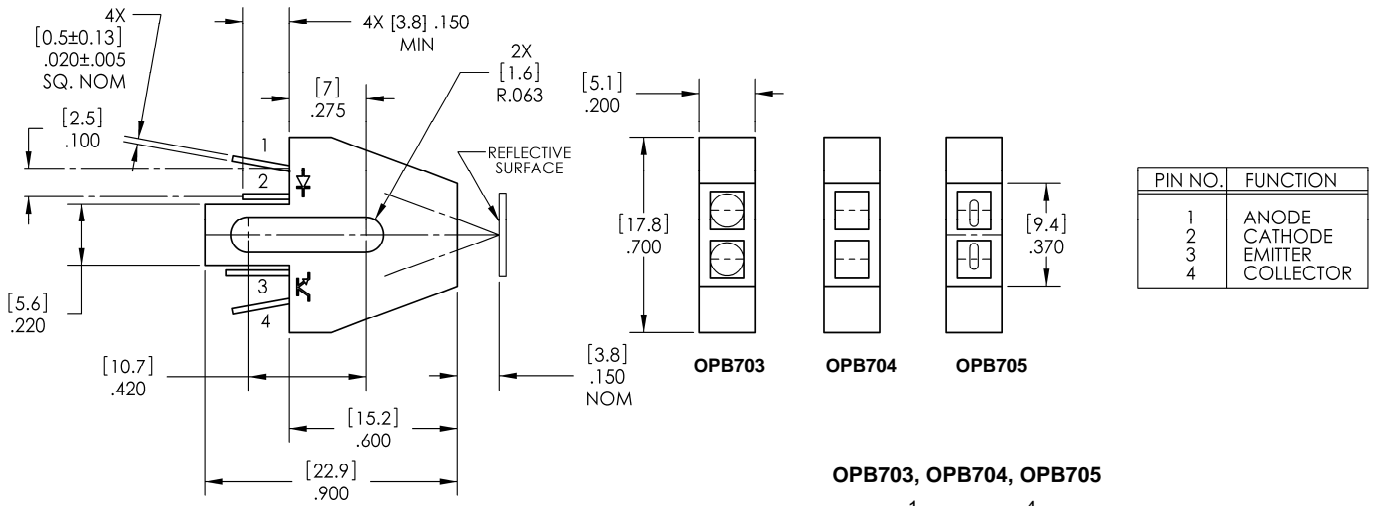 4X
[0.5±0.13]
.020±.005
SQ. NOM
4X [3.8] .150
MIN
2X
[1.6]
R.063
[7]
.275
[2.5]
.100
1
2
REFLECTIVE
SURFACE
3
4
[5.6]
.220
[10.7]
.420
[3.8]
.150
NOM
[15.2]
.600
[22.9]
.900
[5.1]
.200
[17.8]
.700
[9.4]
.370
OPB703 OPB704 OPB705
PIN NO. FUNCTION
1 ANODE
2 CATHODE
3 EMITTER
4 COLLECTOR
OPB703, OPB704, OPB705
1 4